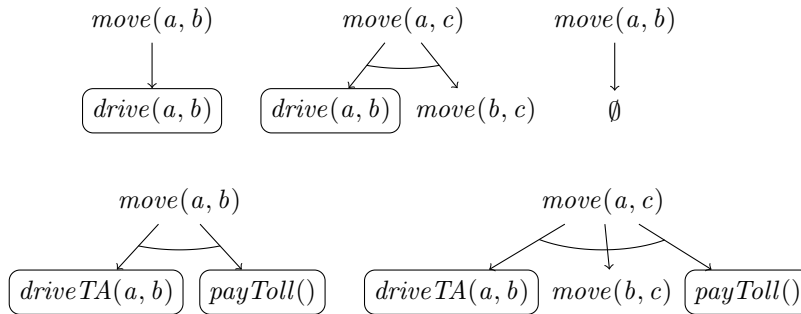 move(a, b) move(a, c) move(a, b)
drive(a, b) drive(a, b) move(b, c) ∅
move(a, b) move(a, c)
driveTA(a, b) payToll() driveTA(a, b) move(b, c) payToll()